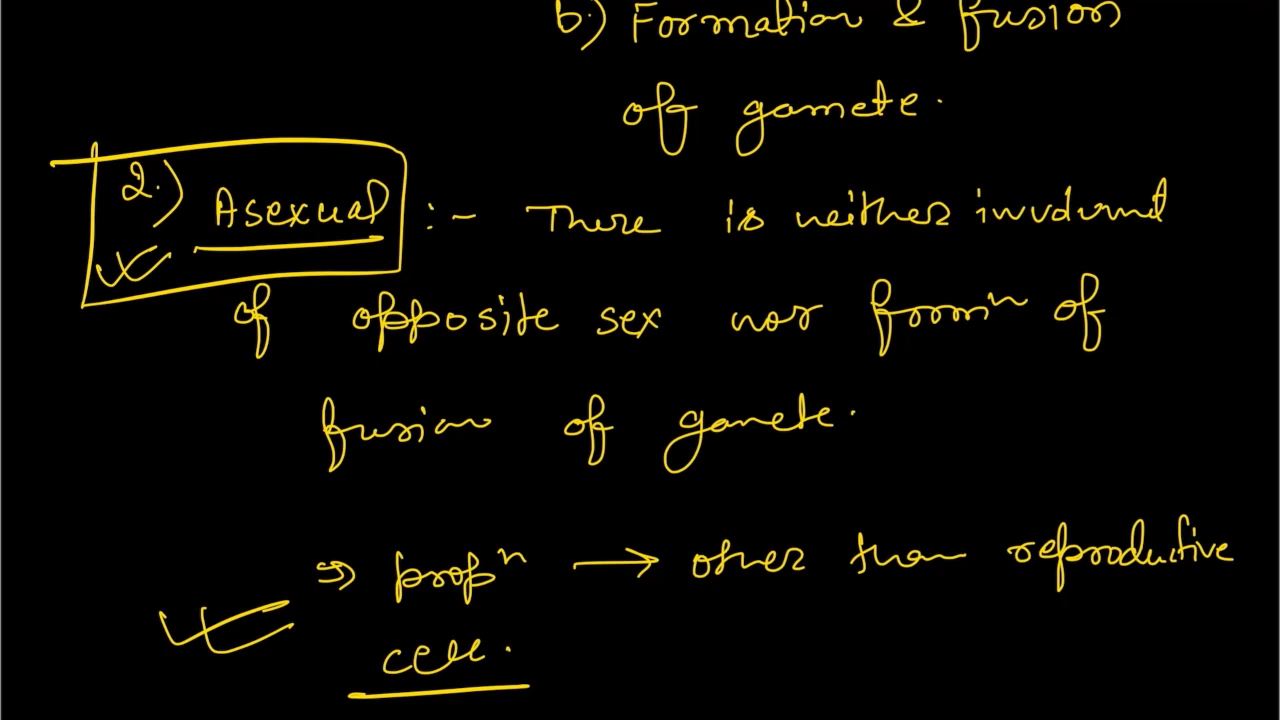 b.) Formation & fusion
of gamete.
2.) Asexual :- There is neither involvment
of opposite sex nor formⁿ of
fusion of gamete.
⇒ propⁿ → other than reproductive
cell.